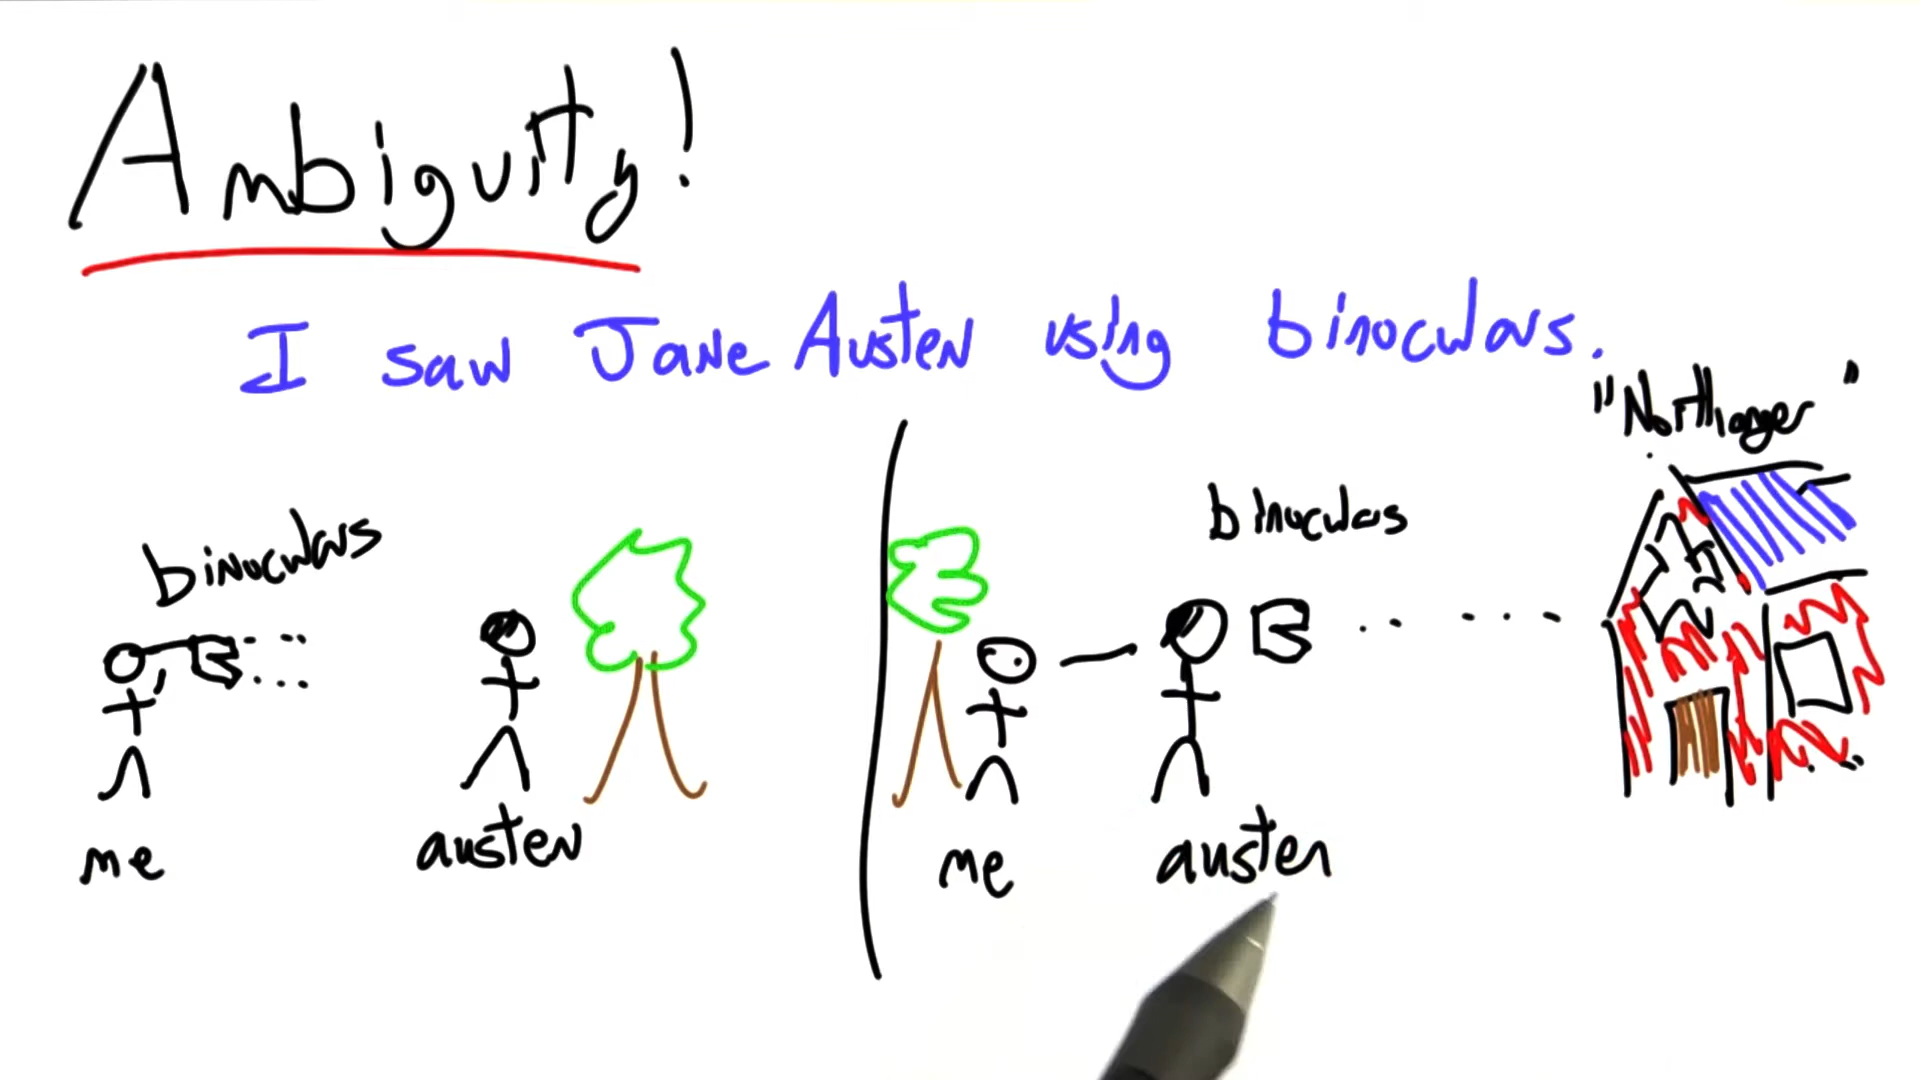 Ambiguity!
I saw Jane Austen using binoculars.
"Northanger"
binoculars
binoculars
me
austen
me
austen